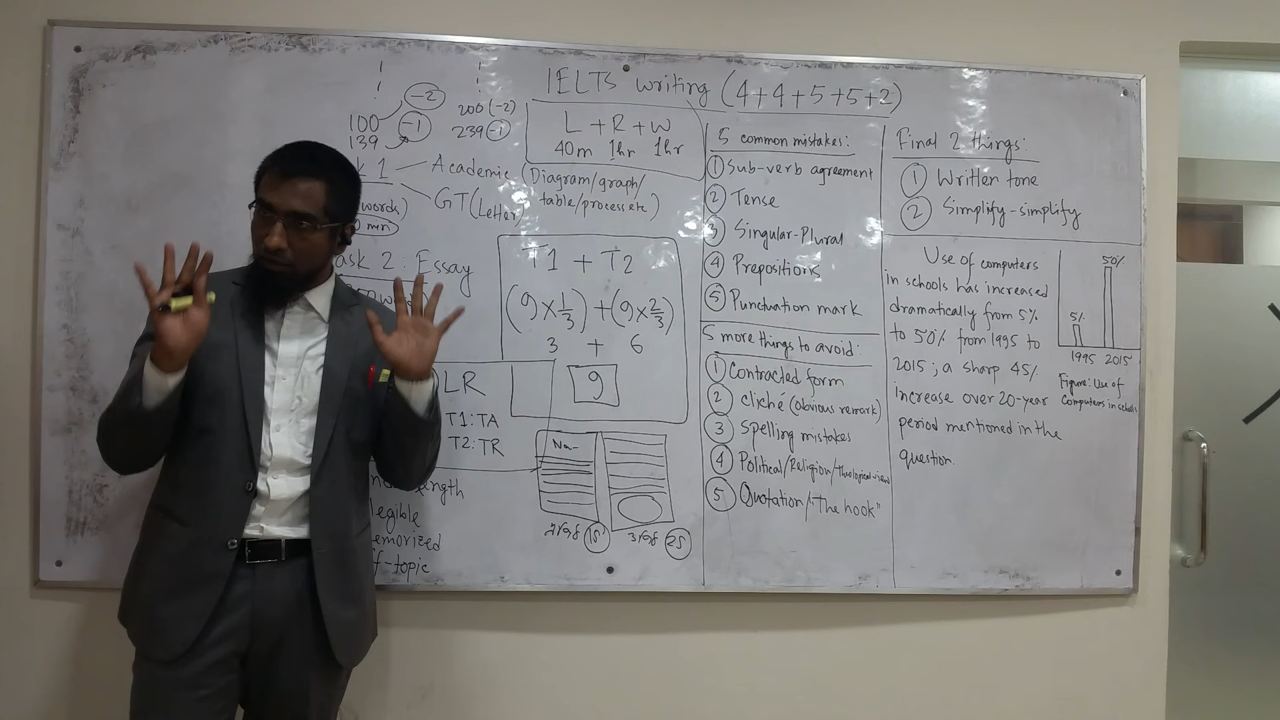 IELTS writing (4+4+5+5+2)
-2
100
-1
139
200 (-2)
239 -1
L + R + W
40m 1hr 1hr
1
Academic (Diagram/graph/
table/process etc)
GT (Letter)
words)
min
ask 2 : Essay
T1 + T2
(9 × 1/3) + (9 × 2/3)
3 + 6
9
LR
T1: TA
T2: TR
length
legible
emorized
f-topic
5 common mistakes:
1 Sub-verb agreement
2 Tense
3 Singular-Plural
4 Prepositions
5 Punctuation mark
5 more things to avoid:
1 Contracted form
2 cliché (obvious remark)
3 Spelling mistakes
4 Political/Religion/Theological view
5 Quotation/"The hook"
Final 2 things:
1 Written tone
2 Simplify-simplify
Use of computers
in schools has increased
dramatically from 5%
to 50% from 1995 to
2015; a sharp 45%
increase over 20-year
period mentioned in the
question.
50%
5%
1995 2015
Figure: Use of
Computers in schools